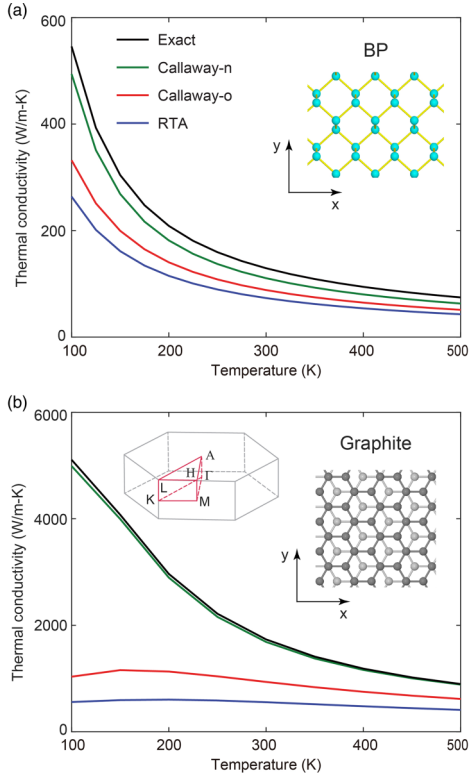 (a)
600
400
200
0
Thermal conductivity (W/m-K)
Exact
Callaway-n
Callaway-o
RTA
BP
y
x
100
200
300
400
500
Temperature (K)
(b)
6000
4000
2000
0
Thermal conductivity (W/m-K)
A
H
Γ
L
K
M
Graphite
y
x
100
200
300
400
500
Temperature (K)